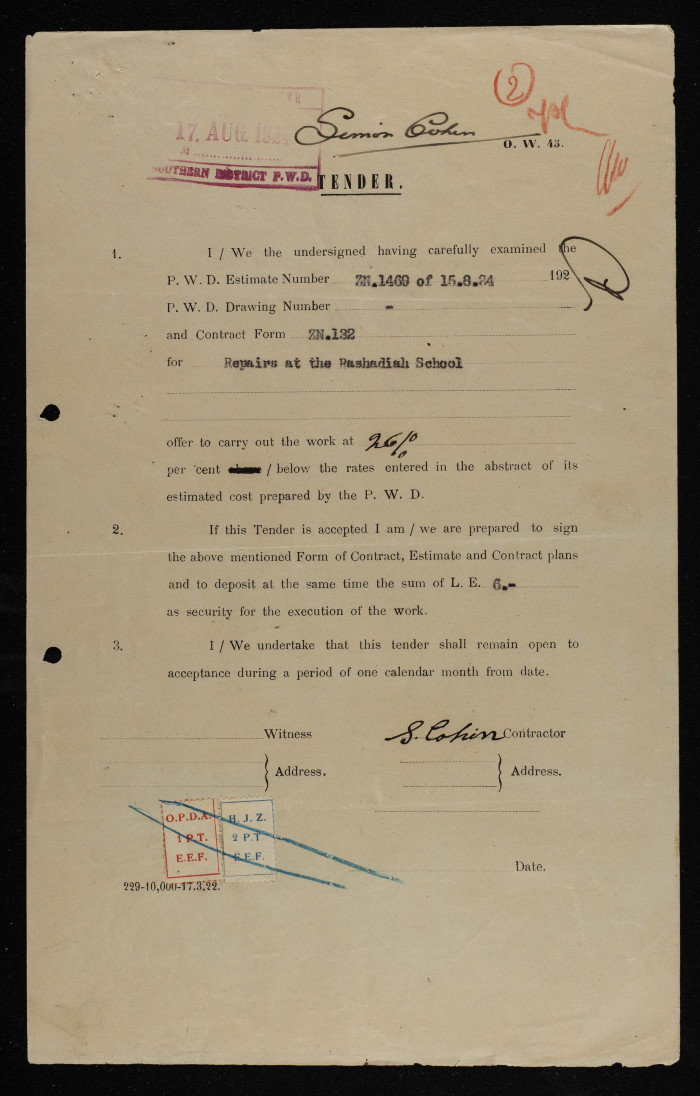 2
17. AUG. 192
Simon Cohen
O. W. 43.
SOUTHERN DISTRICT P.W.D.
TENDER.
1. I / We the undersigned having carefully examined the
P. W. D. Estimate Number ZN.1469 of 15.8.24 192
P. W. D. Drawing Number -
and Contract Form ZN.132
for Repairs at the Rashadiah School
offer to carry out the work at 26%
per cent above / below the rates entered in the abstract of its
estimated cost prepared by the P. W. D.
2. If this Tender is accepted I am / we are prepared to sign
the above mentioned Form of Contract, Estimate and Contract plans
and to deposit at the same time the sum of L. E. 6.-
as security for the execution of the work.
3. I / We undertake that this tender shall remain open to
acceptance during a period of one calendar month from date.
Witness S. Cohen Contractor
Address. Address.
O.P.D.A. H. J. Z.
1 P.T. 2 P.T
E.E.F. E.E.F.
Date.
229-10,000-17.3.22.